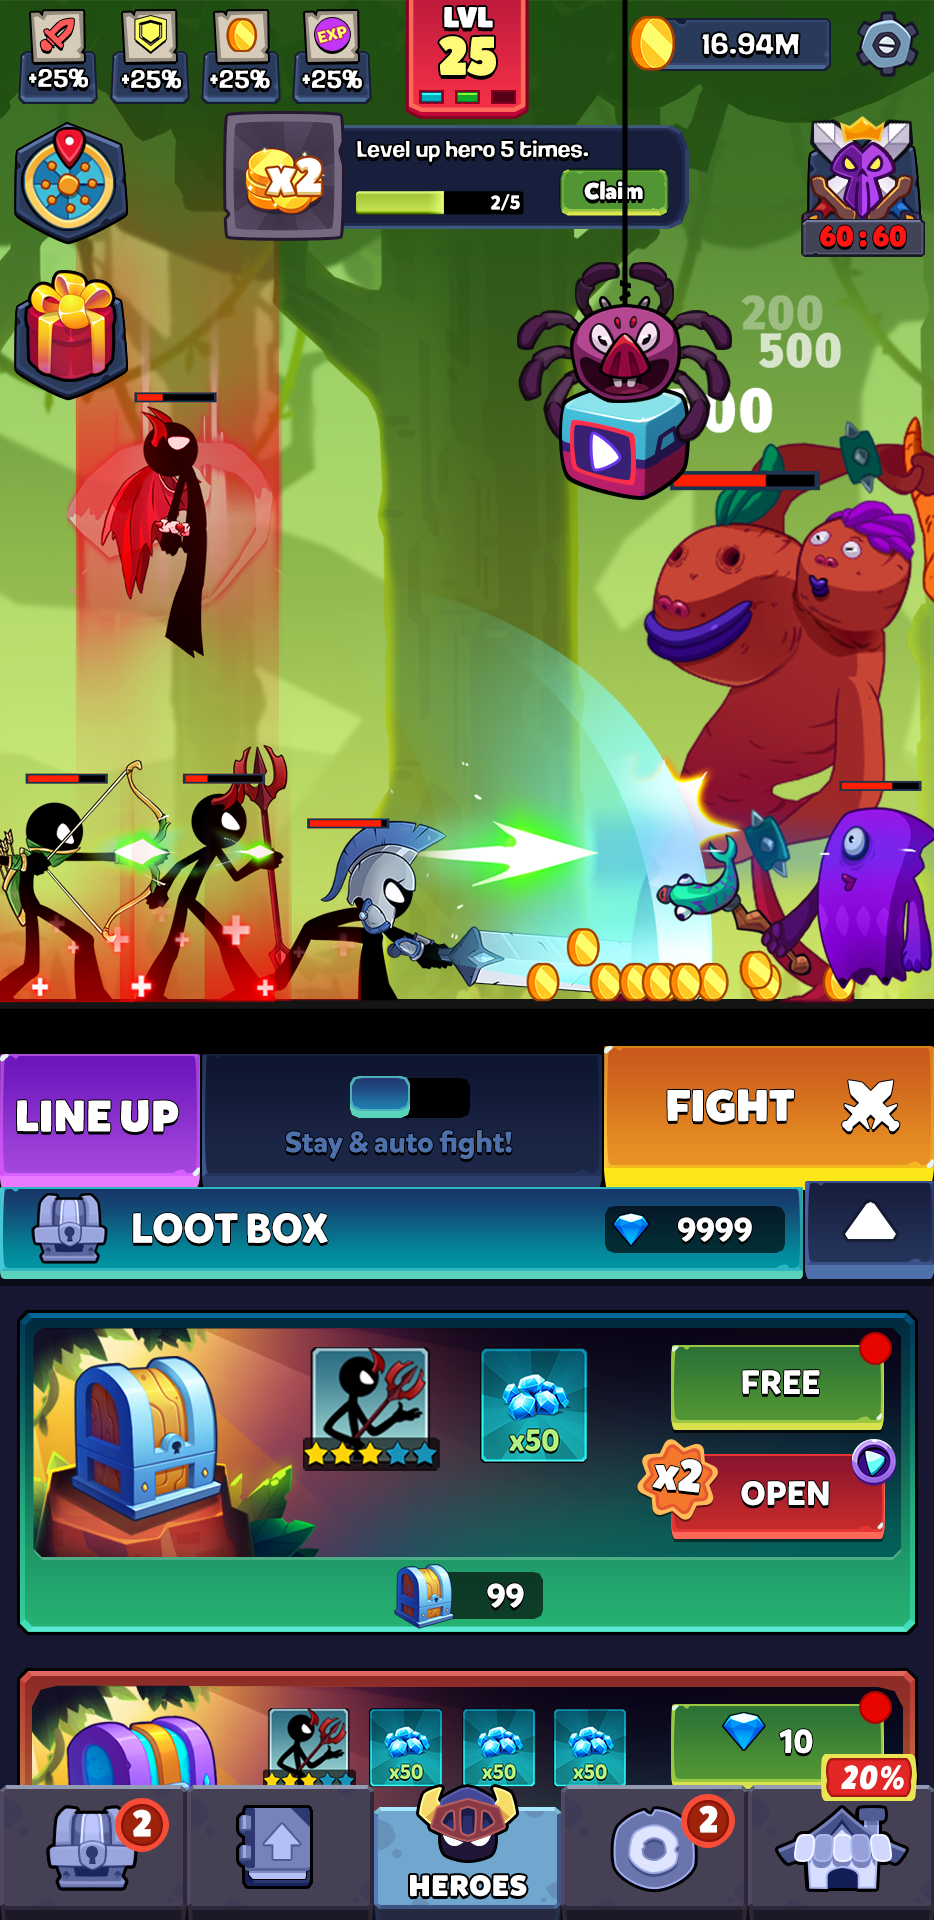 EXP
+25%
+25%
+25%
+25%
LVL
25
16.94M
x2
Level up hero 5 times.
2/5
Claim
60:60
200
500
00
LINE UP
Stay & auto fight!
FIGHT
LOOT BOX
9999
x50
FREE
x2
OPEN
99
x50
x50
x50
10
20%
2
HEROES
2